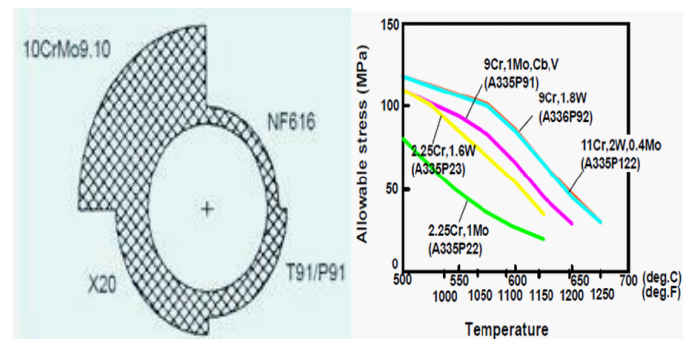 10CrMo9.10
NF616
X20
T91/P91
Allowable stress (MPa)
150
100
50
0
9Cr,1Mo,Cb,V
(A335P91)
9Cr,1.8W
(A336P92)
2.25Cr,1.6W
(A335P23)
11Cr,2W,0.4Mo
(A335P122)
2.25Cr,1Mo
(A335P22)
500 550 600 650 700 (deg.C)
1000 1050 1100 1150 1200 1250 (deg.F)
Temperature